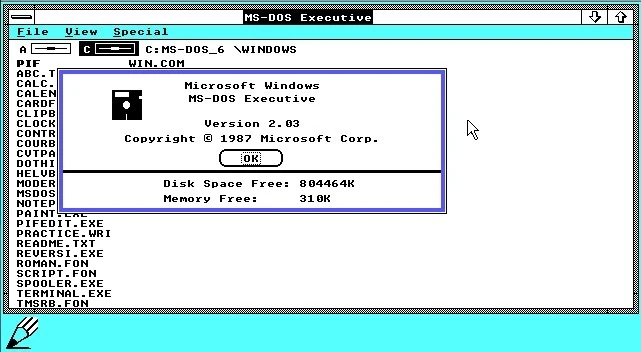 MS-DOS Executive
File View Special
A C C:MS-DOS_6 \WINDOWS
PIF WIN.COM
ABC.T
CALC.
CALEN
CARDF
CLIPB
CLOCK
CONTR
COURB
CVTPA
DOTHI
HELVB
MODER
MSDOS
NOTEP
PAINT.EXE
PIFEDIT.EXE
PRACTICE.WRI
README.TXT
REVERSI.EXE
ROMAN.FON
SCRIPT.FON
SPOOLER.EXE
TERMINAL.EXE
TMSRB.FON
Microsoft Windows
MS-DOS Executive
Version 2.03
Copyright © 1987 Microsoft Corp.
OK
Disk Space Free: 804464K
Memory Free: 310K